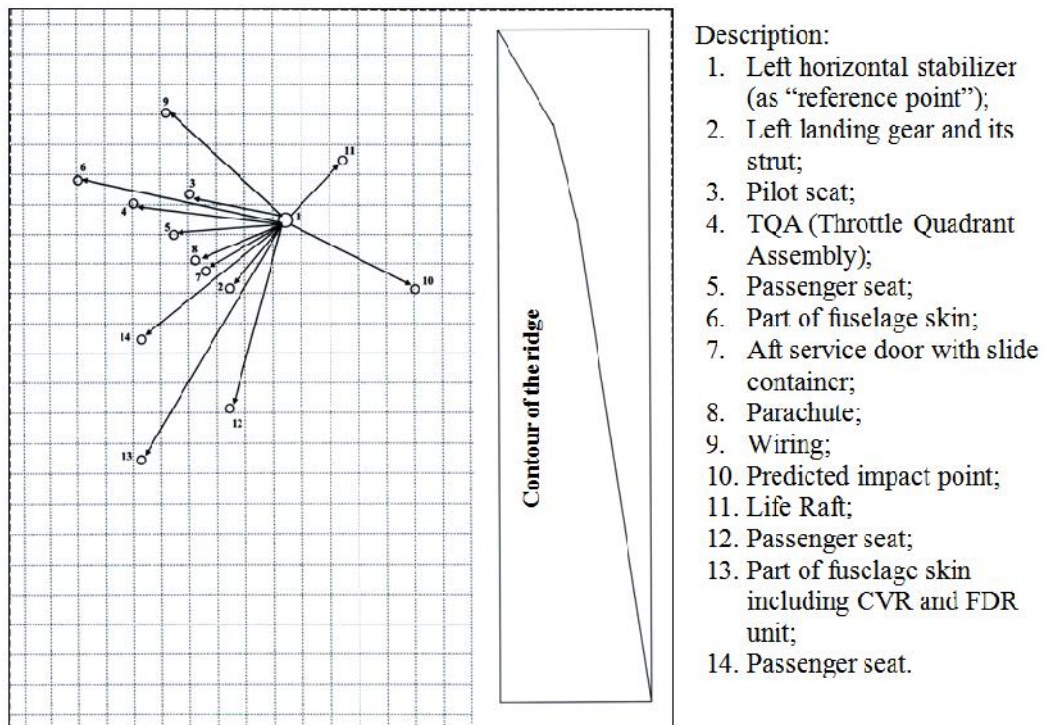 9
11
6
3
4
1
5
8
7
2
10
14
12
13
Contour of the ridge
Description:
1. Left horizontal stabilizer
(as “reference point”);
2. Left landing gear and its
strut;
3. Pilot seat;
4. TQA (Throttle Quadrant
Assembly);
5. Passenger seat;
6. Part of fuselage skin;
7. Aft service door with slide
container;
8. Parachute;
9. Wiring;
10. Predicted impact point;
11. Life Raft;
12. Passenger seat;
13. Part of fuselage skin
including CVR and FDR
unit;
14. Passenger seat.